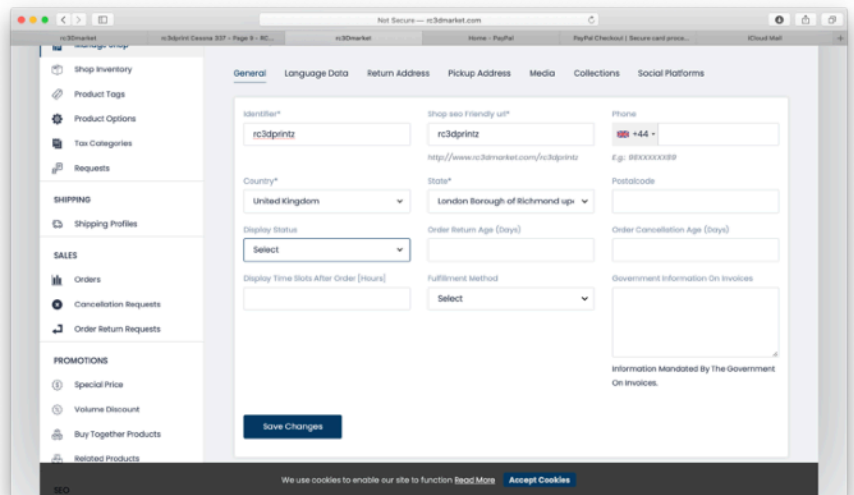 Not Secure — rc3dmarket.com
rc3Dmarket
rc3dprint Cessna 337 - Page 9 - RC...
rc3Dmarket
Home - PayPal
PayPal Checkout | Secure card proce...
iCloud Mail
Manage Shop
Shop Inventory
Product Tags
Product Options
Tax Categories
Requests
SHIPPING
Shipping Profiles
SALES
Orders
Cancellation Requests
Order Return Requests
PROMOTIONS
Special Price
Volume Discount
Buy Together Products
Related Products
SEO
General Language Data Return Address Pickup Address Media Collections Social Platforms
Identifier* Shop seo Friendly url* Phone
rc3dprintz rc3dprintz +44
http://www.rc3dmarket.com/rc3dprintz
Country* State* Postalcode
United Kingdom London Borough of Richmond upo
Display Status Order Return Age (Days) Order Cancellation Age (Days)
Select
Display Time Slots After Order [Hours] Fulfillment Method Government Information On Invoices
Select
Information Mandated By The Government
On Invoices.
Save Changes
We use cookies to enable our site to function Read More Accept Cookies